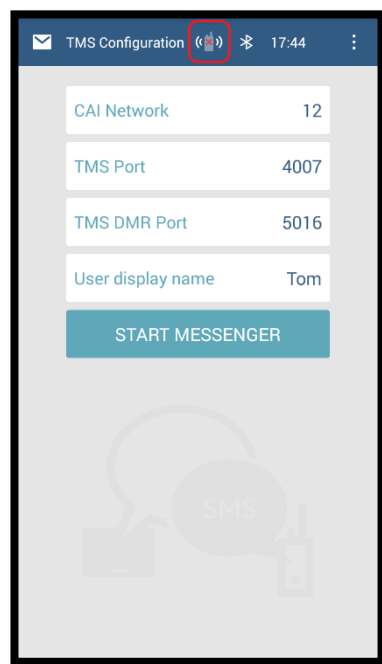 TMS Configuration 17:44
CAI Network 12
TMS Port 4007
TMS DMR Port 5016
User display name Tom
START MESSENGER
SMS